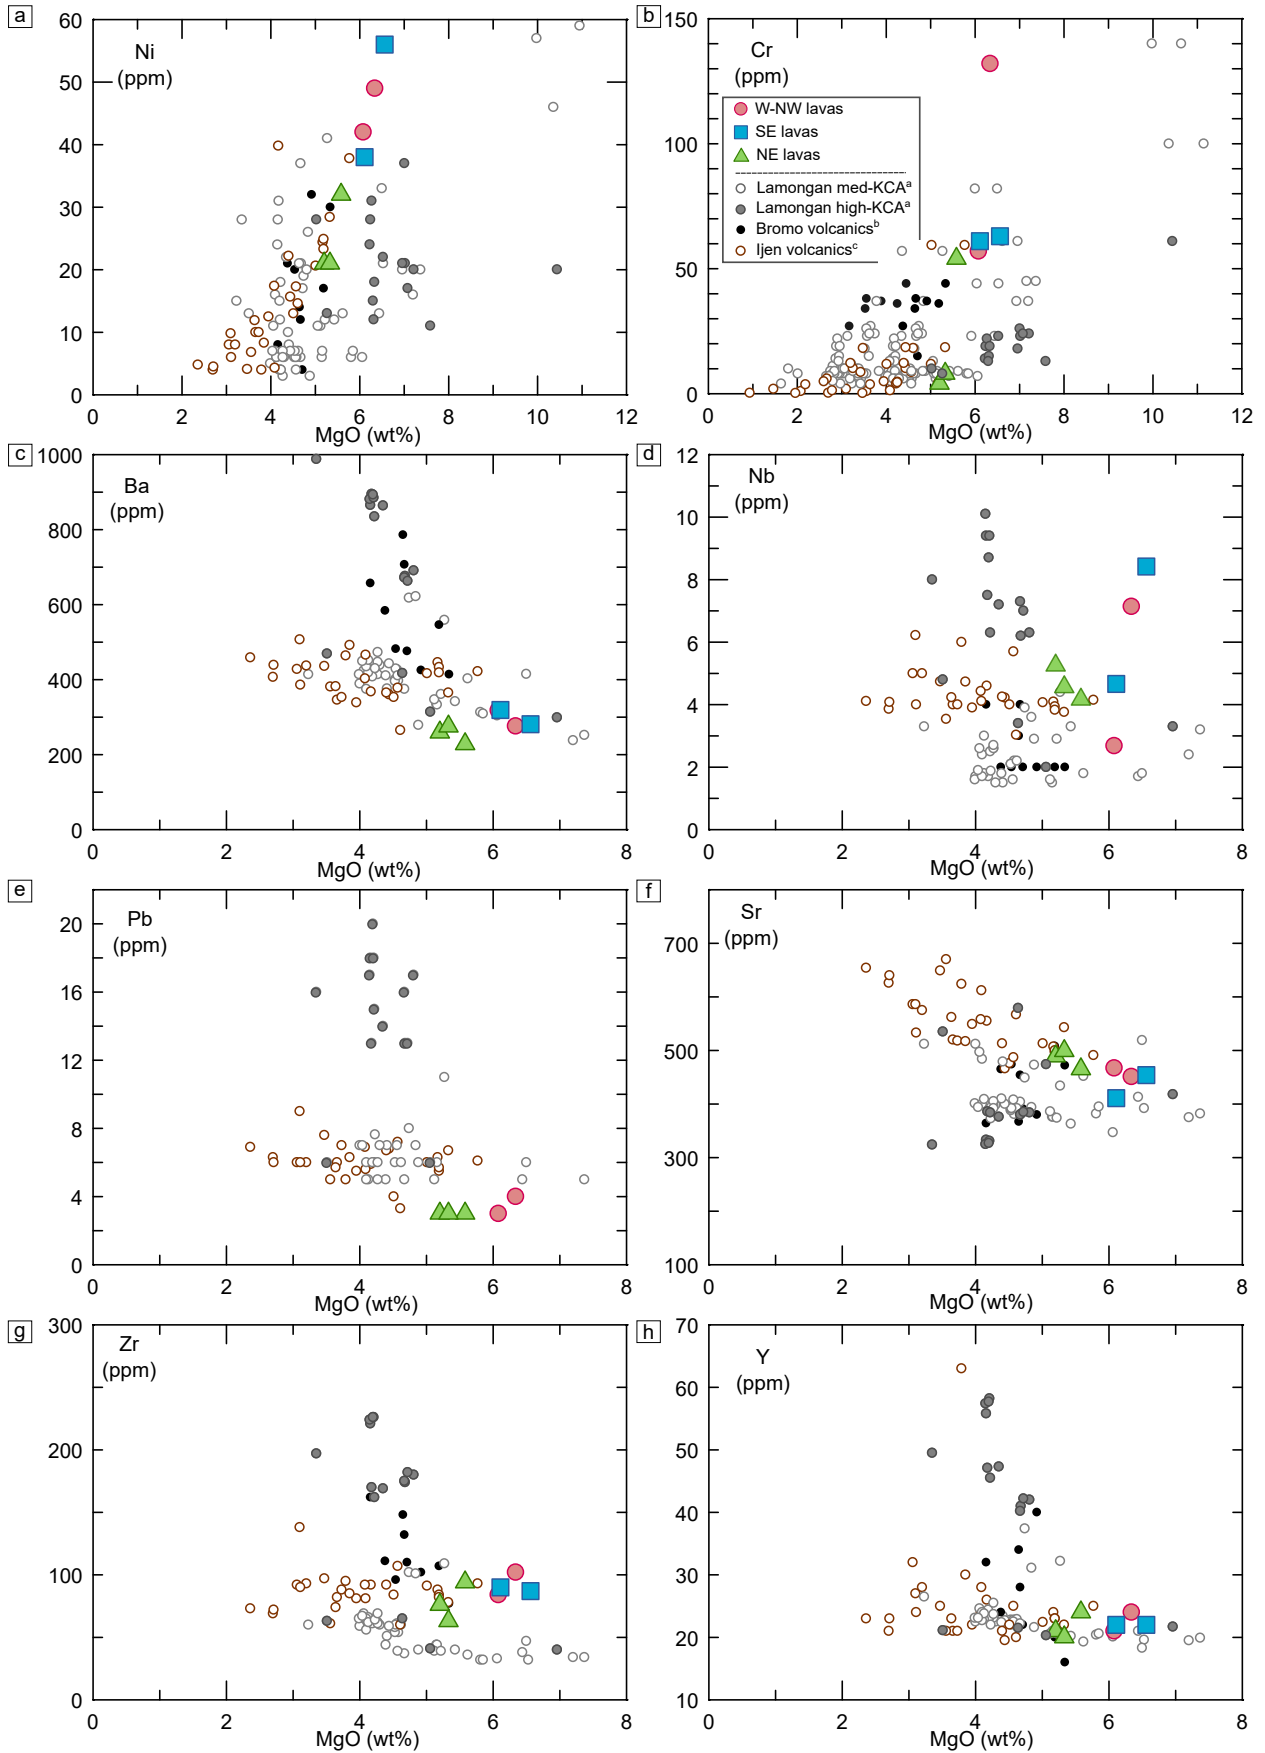 a
Ni
(ppm)
60
50
40
30
20
10
0
0 2 4 6 8 10 12
MgO (wt%)
b
Cr
(ppm)
150
100
50
0
0 2 4 6 8 10 12
MgO (wt%)
W-NW lavas
SE lavas
NE lavas
Lamongan med-KCAᵃ
Lamongan high-KCAᵃ
Bromo volcanicsᵇ
Ijen volcanicsᶜ
c
Ba
(ppm)
1000
800
600
400
200
0
0 2 4 6 8
MgO (wt%)
d
Nb
(ppm)
12
10
8
6
4
2
0
0 2 4 6 8
MgO (wt%)
e
Pb
(ppm)
20
16
12
8
4
0
0 2 4 6 8
MgO (wt%)
f
Sr
(ppm)
700
500
300
100
0 2 4 6 8
MgO (wt%)
g
Zr
(ppm)
300
200
100
0
0 2 4 6 8
MgO (wt%)
h
Y
(ppm)
70
60
50
40
30
20
10
0 2 4 6 8
MgO (wt%)